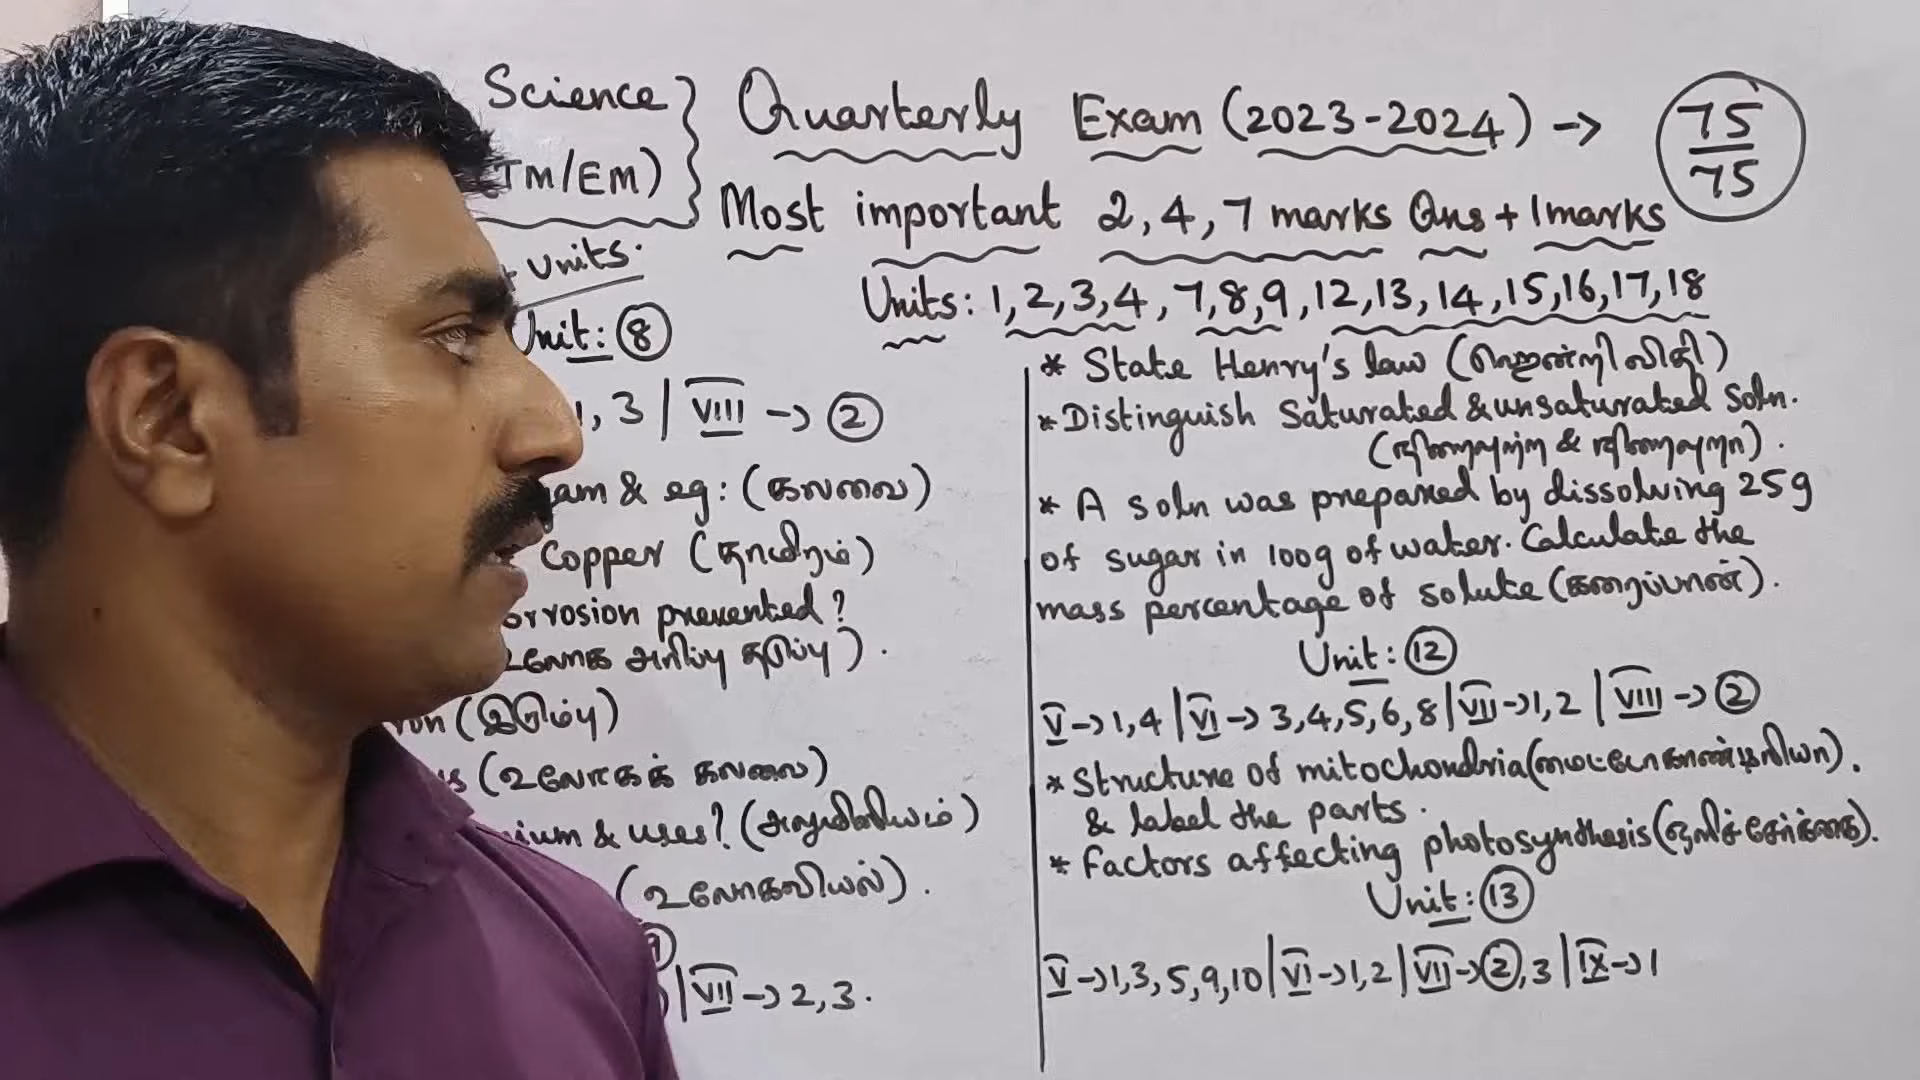 Science } Quarterly Exam (2023-2024) → 75/75
(TM/EM) Most important 2, 4, 7 marks Qns + 1marks
Units.
Units: 1,2,3,4, 7,8,9, 12,13,14,15,16,17,18
Unit: 8
1, 3 | VIII → 2
& eg: (கலவை)
Copper (தாமிரம்)
prevented?
உலோக அரிப்பு தடுப்பு).
(இரும்பு)
(உலோகக் கலவை)
& uses? (அலுமினியம்)
(உலோகவியல்).
| VII → 2, 3.
* State Henry's law (ஹென்றி விதி)
* Distinguish Saturated & unsaturated Soln.
* A soln was prepared by dissolving 25g
of sugar in 100g of water. Calculate the
mass percentage of solute (கரைப்பான்).
Unit: 12
V → 1, 4 | VI → 3, 4, 5, 6, 8 | VII → 1, 2 | VIII → 2
* Structure of mitochondria (மைட்டோகாண்ட்ரியா).
& label the parts.
* Factors affecting photosynthesis (ஒளிச்சேர்க்கை).
Unit: 13
V → 1, 3, 5, 9, 10 | VI → 1, 2 | VII → 2, 3 | IX → 1